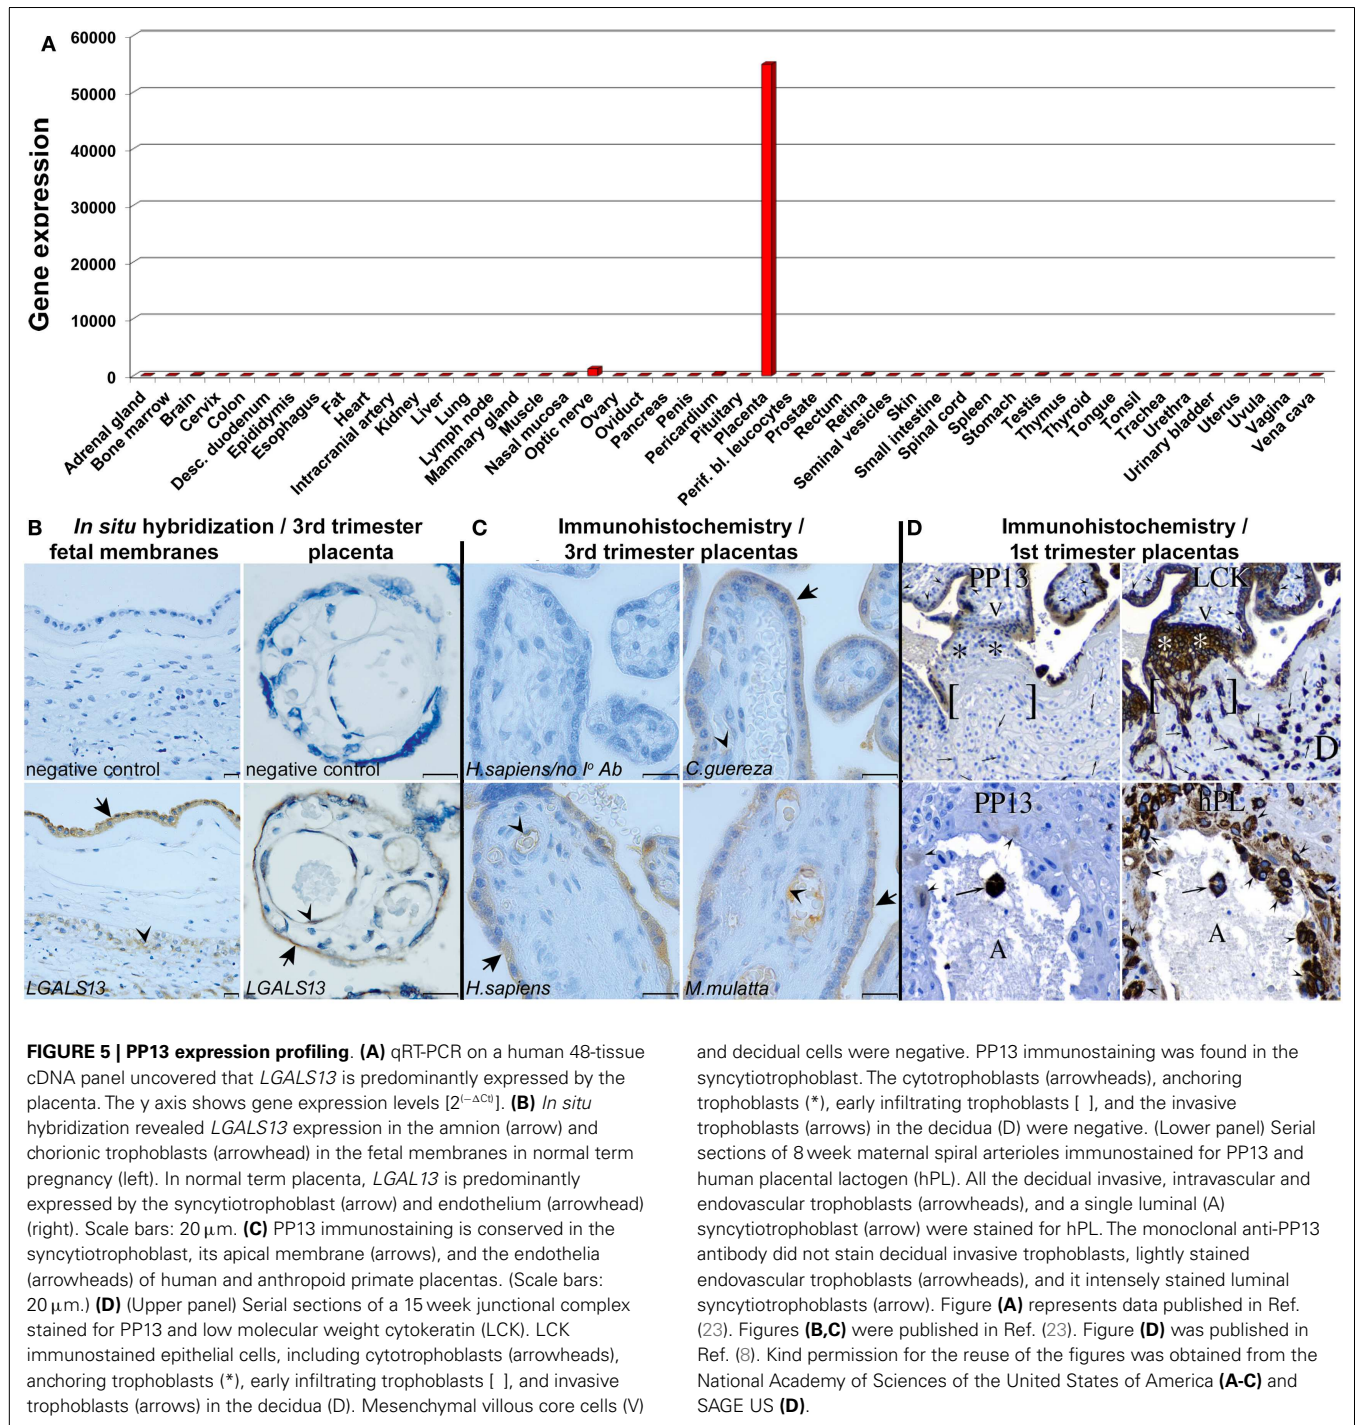 A
60000
50000
40000
30000
20000
10000
0
Gene expression
Adrenal gland
Bone marrow
Brain
Cervix
Colon
Desc. duodenum
Epididymis
Esophagus
Fat
Heart
Intracranial artery
Kidney
Liver
Lung
Lymph node
Mammary gland
Muscle
Nasal mucosa
Optic nerve
Ovary
Oviduct
Pancreas
Penis
Pericardium
Pituitary
Placenta
Perif. bl. leucocytes
Prostate
Rectum
Retina
Seminal vesicles
Skin
Small intestine
Spinal cord
Spleen
Stomach
Testis
Thymus
Thyroid
Tongue
Tonsil
Trachea
Urethra
Urinary bladder
Uterus
Uvula
Vagina
Vena cava
B In situ hybridization / 3rd trimester
fetal membranes placenta
negative control
negative control
LGALS13
LGALS13
C Immunohistochemistry /
3rd trimester placentas
H.sapiens/no Iº Ab
C.guereza
H.sapiens
M.mulatta
D Immunohistochemistry /
1st trimester placentas
PP13
V
* *
[ ]
LCK
V
* *
[ ]
D
PP13
A
hPL
A
FIGURE 5 | PP13 expression profiling. (A) qRT-PCR on a human 48-tissue
cDNA panel uncovered that LGALS13 is predominantly expressed by the
placenta. The y axis shows gene expression levels [2(−ΔCt)]. (B) In situ
hybridization revealed LGALS13 expression in the amnion (arrow) and
chorionic trophoblasts (arrowhead) in the fetal membranes in normal term
pregnancy (left). In normal term placenta, LGAL13 is predominantly
expressed by the syncytiotrophoblast (arrow) and endothelium (arrowhead)
(right). Scale bars: 20 μm. (C) PP13 immunostaining is conserved in the
syncytiotrophoblast, its apical membrane (arrows), and the endothelia
(arrowheads) of human and anthropoid primate placentas. (Scale bars:
20 μm.) (D) (Upper panel) Serial sections of a 15 week junctional complex
stained for PP13 and low molecular weight cytokeratin (LCK). LCK
immunostained epithelial cells, including cytotrophoblasts (arrowheads),
anchoring trophoblasts (*), early infiltrating trophoblasts [ ], and invasive
trophoblasts (arrows) in the decidua (D). Mesenchymal villous core cells (V)
and decidual cells were negative. PP13 immunostaining was found in the
syncytiotrophoblast. The cytotrophoblasts (arrowheads), anchoring
trophoblasts (*), early infiltrating trophoblasts [ ], and the invasive
trophoblasts (arrows) in the decidua (D) were negative. (Lower panel) Serial
sections of 8 week maternal spiral arterioles immunostained for PP13 and
human placental lactogen (hPL). All the decidual invasive, intravascular and
endovascular trophoblasts (arrowheads), and a single luminal (A)
syncytiotrophoblast (arrow) were stained for hPL. The monoclonal anti-PP13
antibody did not stain decidual invasive trophoblasts, lightly stained
endovascular trophoblasts (arrowheads), and it intensely stained luminal
syncytiotrophoblasts (arrow). Figure (A) represents data published in Ref.
(23). Figures (B,C) were published in Ref. (23). Figure (D) was published in
Ref. (8). Kind permission for the reuse of the figures was obtained from the
National Academy of Sciences of the United States of America (A-C) and
SAGE US (D).